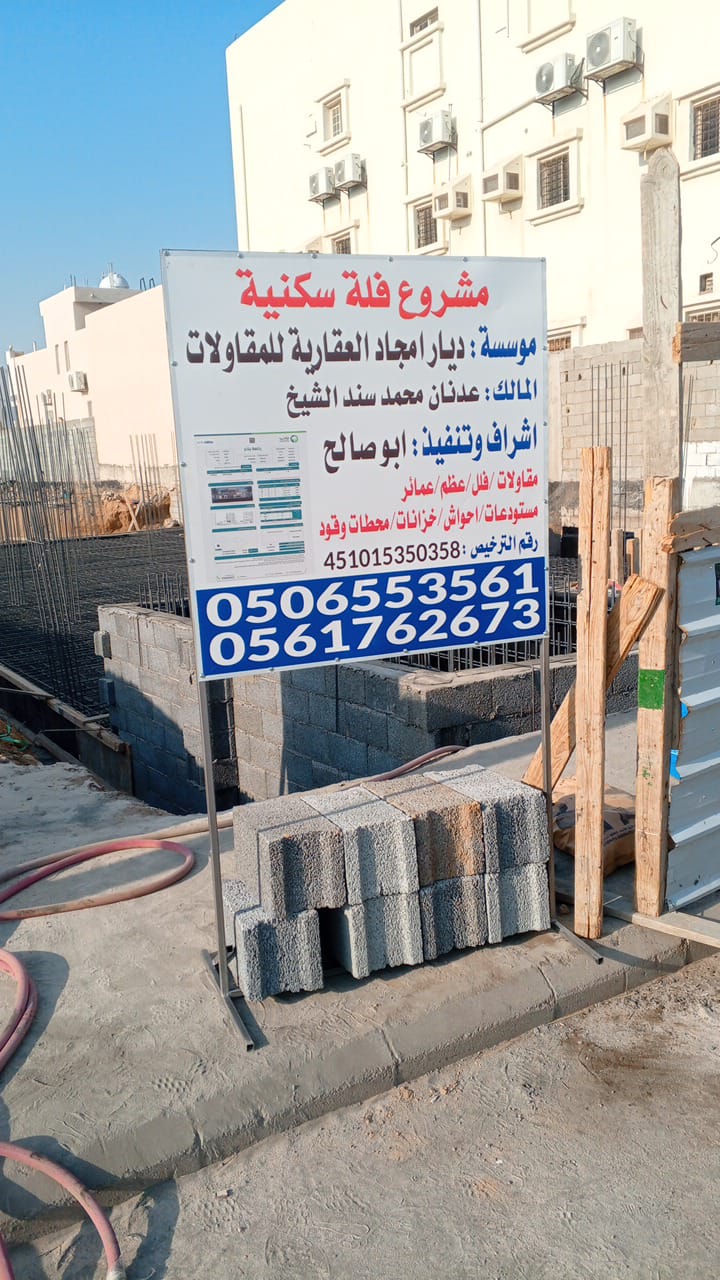 مشروع فلة سكنية
موسسة : ديار امجاد العقارية للمقاولات
المالك : عدنان محمد سند الشيخ
اشراف وتنفيذ : ابو صالح
مقاولات /فلل/عظم/عمائر
مستودعات/احواش/خزانات/محطات وقود
رقم الترخيص : 451015350358
0506553561
0561762673